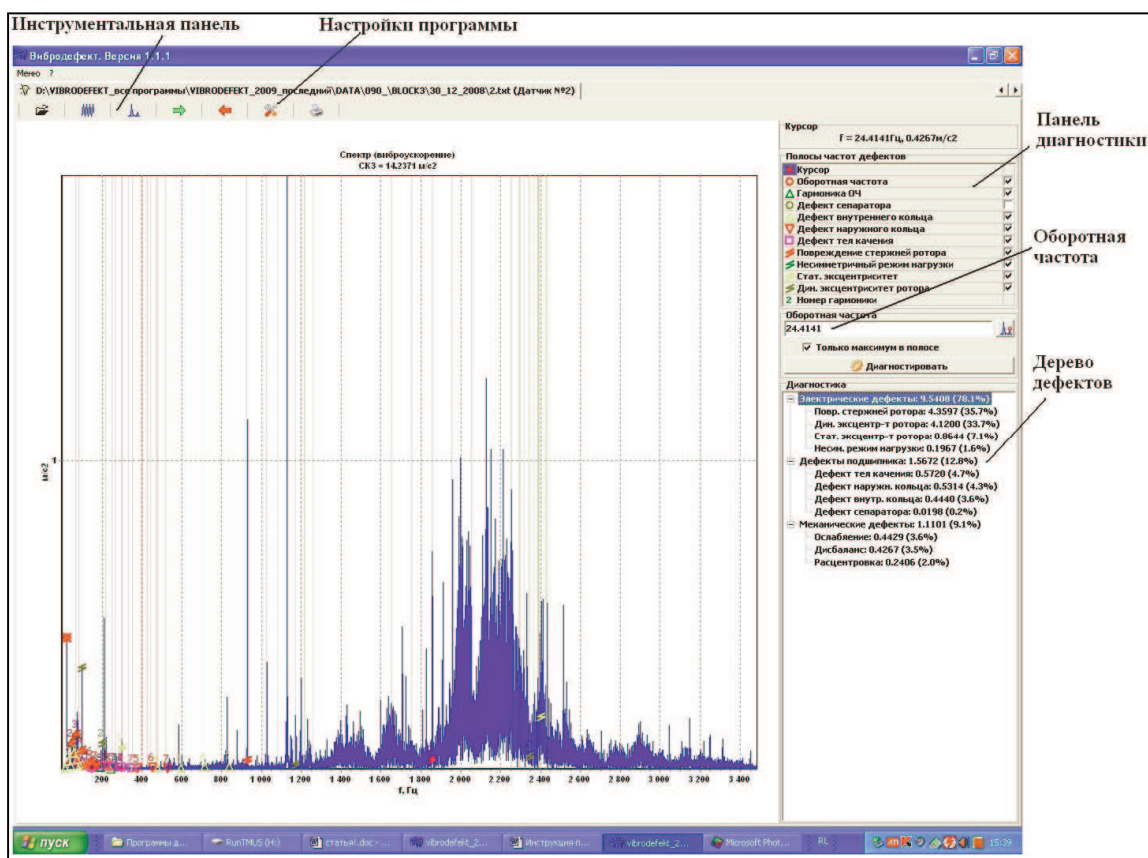 Инструментальная панель
Настройки программы
Вибродефект. Версия 1.1.1
Меню ?
D:\VIBRODEFEKT_все программы\VIBRODEFEKT_2009_последний\DATA\090_\BLOCK3\30_12_2008\2.txt (Датчик №2)
Спектр (виброускорение)
СКЗ = 14.2371 м/с2
1
м/с2
200 400 600 800 1 000 1 200 1 400 1 600 1 800 2 000 2 200 2 400 2 600 2 800 3 000 3 200 3 400
f, Гц
Курсор
f = 24.4141Гц, 0.4267м/с2
Полосы частот дефектов
Курсор
Оборотная частота
Гармоника ОЧ
Дефект сепаратора
Дефект внутреннего кольца
Дефект наружного кольца
Дефект тел качения
Повреждение стержней ротора
Несимметричный режим нагрузки
Стат. эксцентриситет
Дин. эксцентриситет ротора
2 Номер гармоники
Оборотная частота
24.4141
Только максимум в полосе
Диагностировать
Диагностика
Электрические дефекты: 9.5408 (78.1%)
Повр. стержней ротора: 4.3597 (35.7%)
Дин. эксцентр-т ротора: 4.1200 (33.7%)
Стат. эксцентр-т ротора: 0.8644 (7.1%)
Несим. режим нагрузки: 0.1967 (1.6%)
Дефекты подшипника: 1.5672 (12.8%)
Дефект тел качения: 0.5720 (4.7%)
Дефект наружн. кольца: 0.5314 (4.3%)
Дефект внутр. кольца: 0.4440 (3.6%)
Дефект сепаратора: 0.0198 (0.2%)
Механические дефекты: 1.1101 (9.1%)
Ослабление: 0.4429 (3.6%)
Дисбаланс: 0.4267 (3.5%)
Расцентровка: 0.2406 (2.0%)
Панель
диагностики
Оборотная
частота
Дерево
дефектов
пуск
Программы д...
RunTMUS (H:)
статья!.doc - ...
vibrodefekt_2...
Инструкция п...
vibrodefekt_2...
Microsoft Phot...
RL
15:39